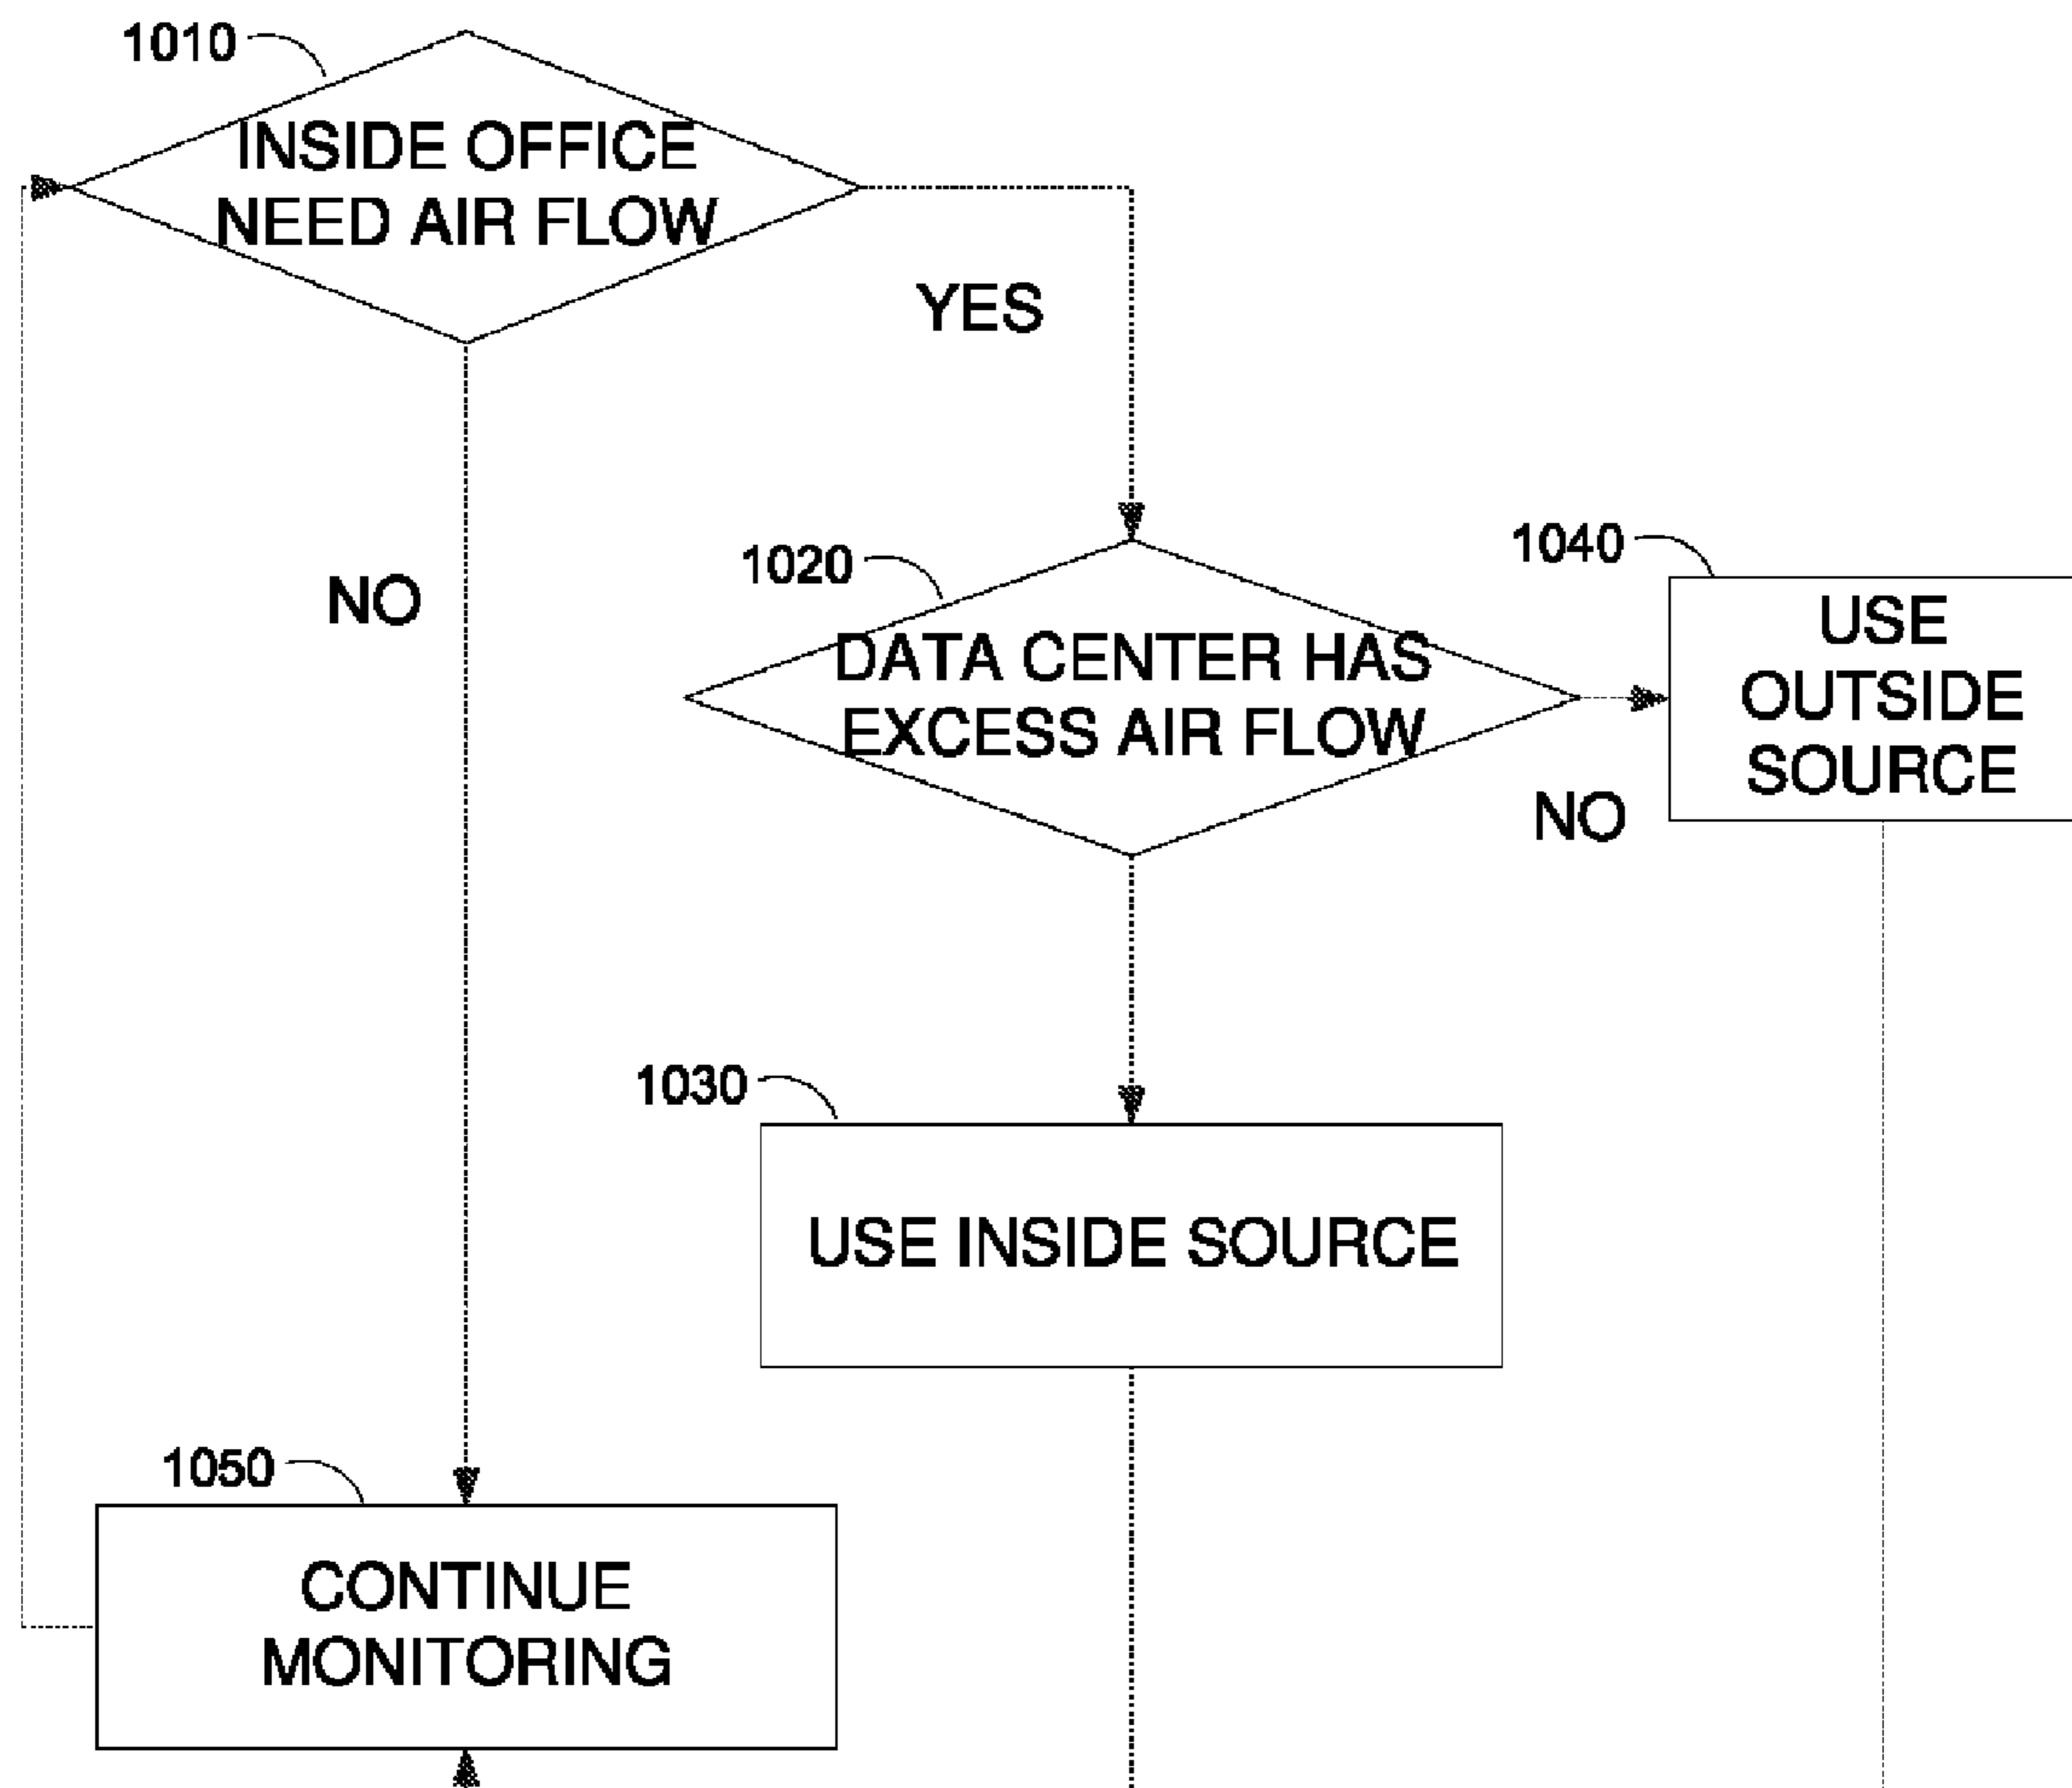 1010
INSIDE OFFICE
NEED AIR FLOW
YES
NO
1020
DATA CENTER HAS
EXCESS AIR FLOW
NO
1040
USE
OUTSIDE
SOURCE
1030
USE INSIDE SOURCE
1050
CONTINUE
MONITORING